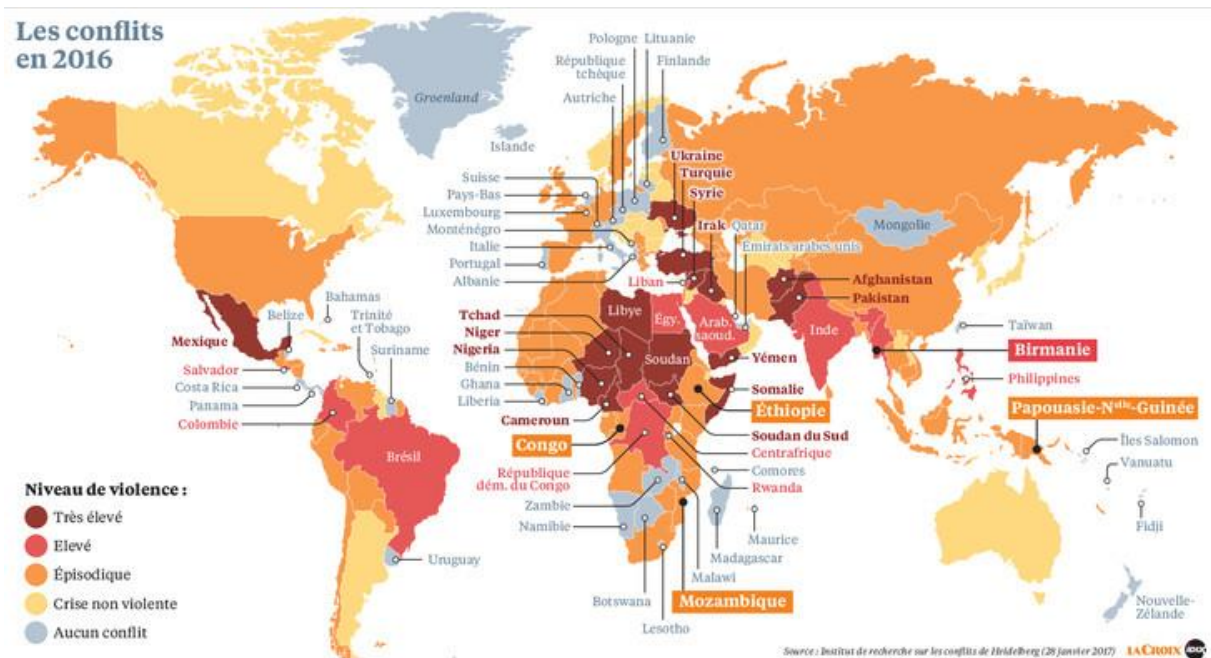 Les conflits
en 2016
Groenland
Islande
Pologne
Lituanie
République
tchèque
Finlande
Autriche
Ukraine
Turquie
Syrie
Suisse
Pays-Bas
Luxembourg
Monténégro
Italie
Portugal
Albanie
Irak
Qatar
Émirats arabes unis
Mongolie
Liban
Afghanistan
Pakistan
Bahamas
Belize
Trinité
et Tobago
Suriname
Mexique
Salvador
Costa Rica
Panama
Colombie
Brésil
Uruguay
Tchad
Niger
Nigeria
Bénin
Ghana
Liberia
Cameroun
Congo
République
dém. du Congo
Zambie
Namibie
Libye
Égy.
Arab.
saoud.
Soudan
Inde
Yémen
Somalie
Éthiopie
Soudan du Sud
Centrafrique
Comores
Rwanda
Maurice
Madagascar
Malawi
Mozambique
Botswana
Lesotho
Taïwan
Birmanie
Philippines
Papouasie-Nelle-Guinée
Îles Salomon
Vanuatu
Fidji
Nouvelle-
Zélande
Niveau de violence :
Très élevé
Elevé
Épisodique
Crise non violente
Aucun conflit
Source : Institut de recherche sur les conflits de Heidelberg (28 janvier 2017)
LA CROIX